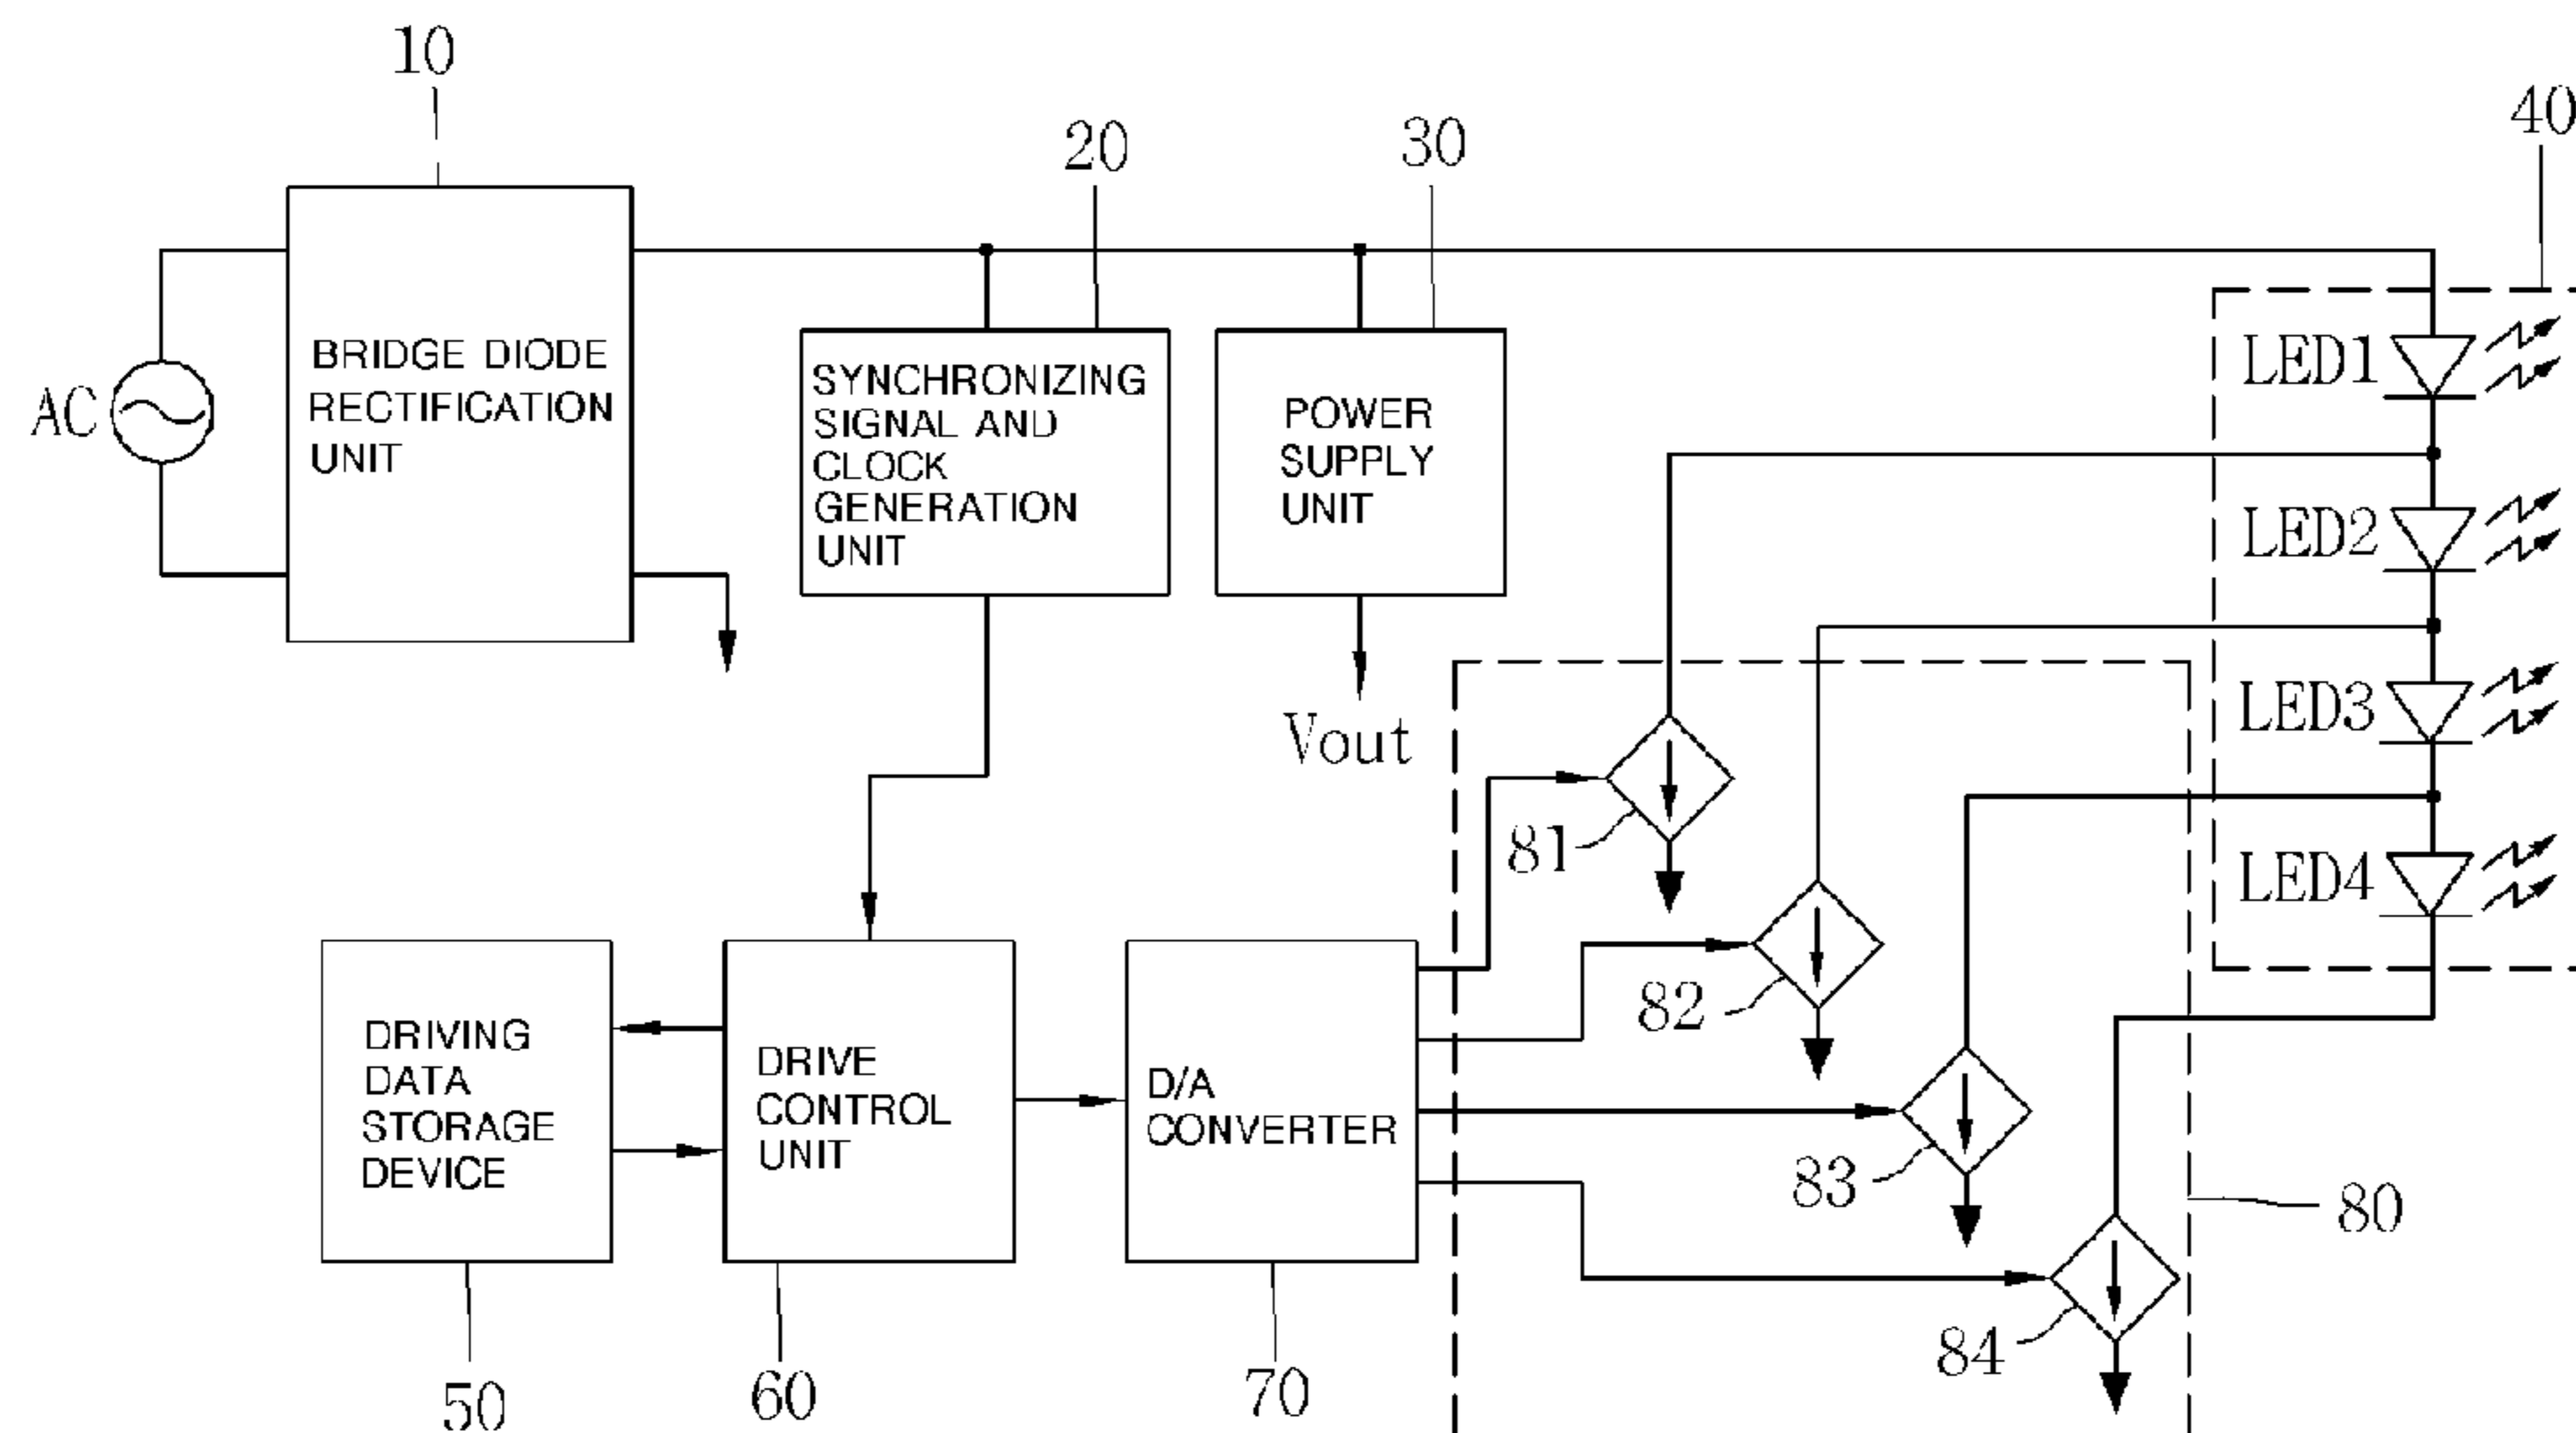 10
20
30
40
AC
BRIDGE DIODE
RECTIFICATION
UNIT
SYNCHRONIZING
SIGNAL AND
CLOCK
GENERATION
UNIT
POWER
SUPPLY
UNIT
Vout
LED1
LED2
LED3
LED4
81
82
83
84
80
DRIVING
DATA
STORAGE
DEVICE
DRIVE
CONTROL
UNIT
D/A
CONVERTER
50
60
70